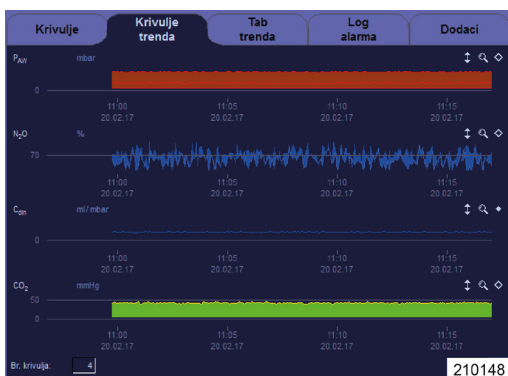 Krivulje
Krivulje trenda
Tab trenda
Log alarma
Dodaci
PAW mbar
0
11:00 11:05 11:10 11:15
20.02.17 20.02.17 20.02.17 20.02.17
N2O %
70
11:00 11:05 11:10 11:15
20.02.17 20.02.17 20.02.17 20.02.17
Cdin ml/mbar
0
11:00 11:05 11:10 11:15
20.02.17 20.02.17 20.02.17 20.02.17
CO2 mmHg
50
0
11:00 11:05 11:10 11:15
20.02.17 20.02.17 20.02.17 20.02.17
Br. krivulja: 4
210148